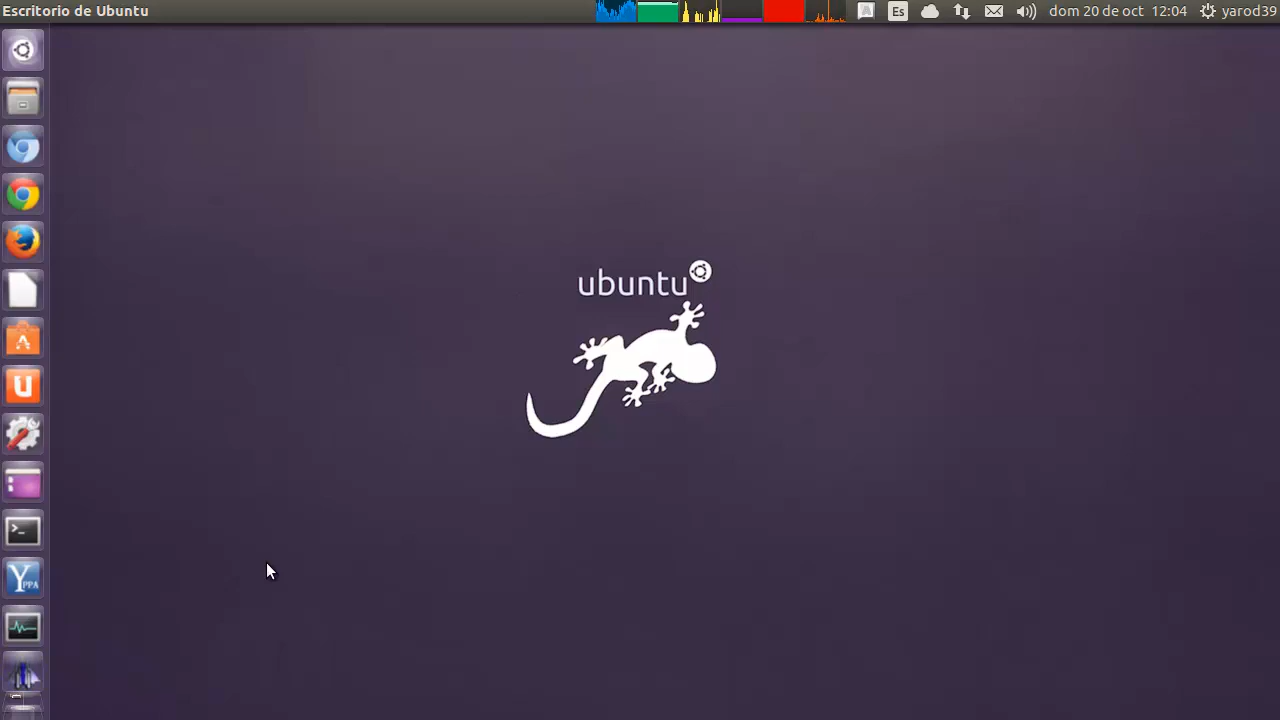 Escritorio de Ubuntu
A
Es
dom 20 de oct 12:04
yarod39
ubuntu
A
U
>_
Y PPA